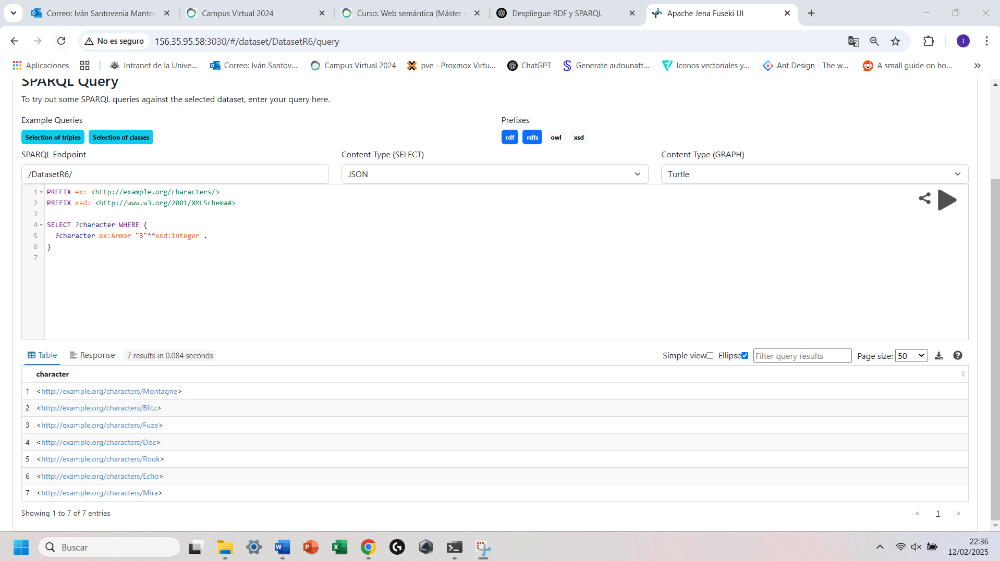 Correo: Iván Santovenia Mantec
Campus Virtual 2024
Curso: Web semántica (Máster e
Despliegue RDF y SPARQL
Apache Jena Fuseki UI
No es seguro
156.35.95.58:3030/#/dataset/DatasetR6/query
I
Aplicaciones
Intranet de la Unive...
Correo: Iván Santov...
Campus Virtual 2024
pve - Proxmox Virtu...
ChatGPT
Generate autounatt...
Iconos vectoriales y...
Ant Design - The w...
A small guide on ho...
SPARQL Query
To try out some SPARQL queries against the selected dataset, enter your query here.
Example Queries
Prefixes
Selection of triples
Selection of classes
rdf
rdfs
owl
xsd
SPARQL Endpoint
Content Type (SELECT)
Content Type (GRAPH)
/DatasetR6/
JSON
Turtle
1 PREFIX ex: <http://example.org/characters/>
2 PREFIX xsd: <http://www.w3.org/2001/XMLSchema#>
3
4 SELECT ?character WHERE {
5 ?character ex:Armor "3"^^xsd:integer .
6 }
7
Table
Response
7 results in 0.084 seconds
Simple view
Ellipse
Filter query results
Page size:
50
character
1 <http://example.org/characters/Montagne>
2 <http://example.org/characters/Blitz>
3 <http://example.org/characters/Fuze>
4 <http://example.org/characters/Doc>
5 <http://example.org/characters/Rook>
6 <http://example.org/characters/Echo>
7 <http://example.org/characters/Mira>
Showing 1 to 7 of 7 entries
< 1 >
Buscar
22:36
12/02/2025